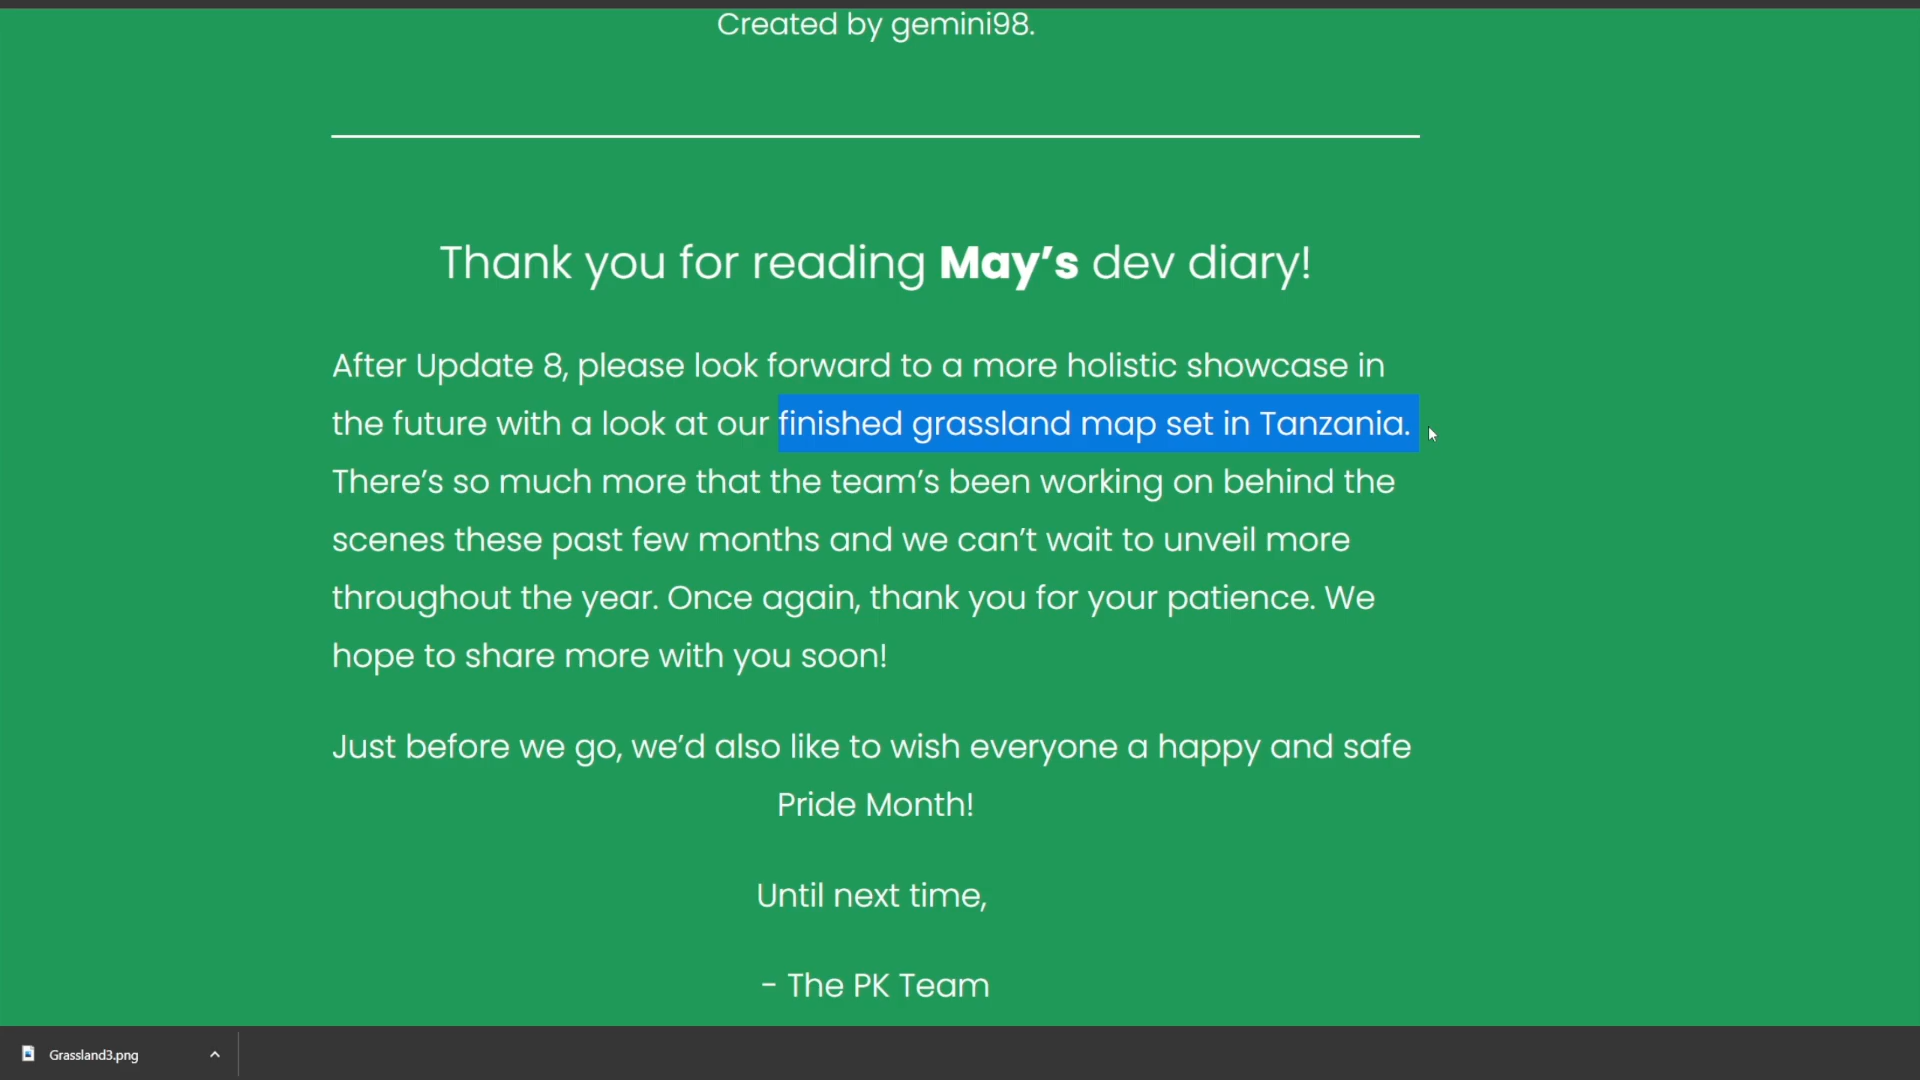 Created by gemini98.
Thank you for reading May’s dev diary!
After Update 8, please look forward to a more holistic showcase in
the future with a look at our finished grassland map set in Tanzania.
There’s so much more that the team’s been working on behind the
scenes these past few months and we can’t wait to unveil more
throughout the year. Once again, thank you for your patience. We
hope to share more with you soon!
Just before we go, we’d also like to wish everyone a happy and safe
Pride Month!
Until next time,
- The PK Team
Grassland3.png